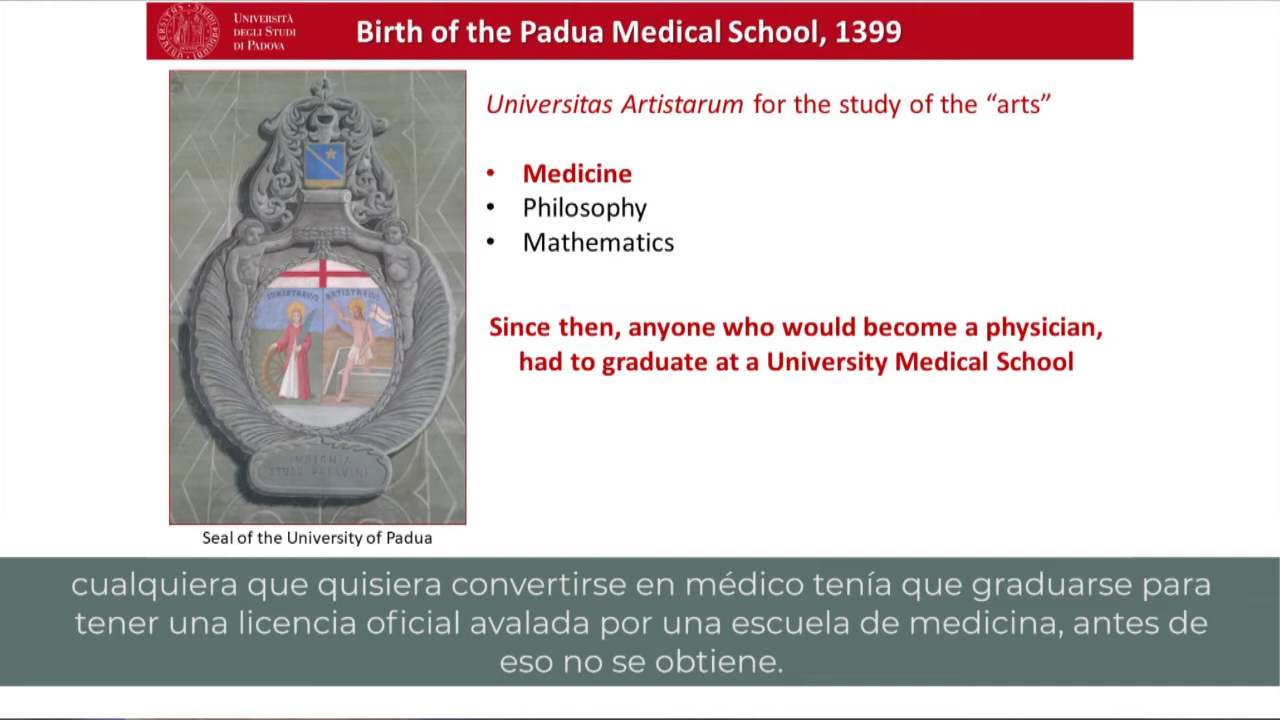 UNIVERSITÀ
DEGLI STUDI
DI PADOVA
Birth of the Padua Medical School, 1399
Universitas Artistarum for the study of the “arts”
• Medicine
• Philosophy
• Mathematics
Since then, anyone who would become a physician,
had to graduate at a University Medical School
INSIGNIA
Seal of the University of Padua
cualquiera que quisiera convertirse en médico tenía que graduarse para
tener una licencia oficial avalada por una escuela de medicina, antes de
eso no se obtiene.